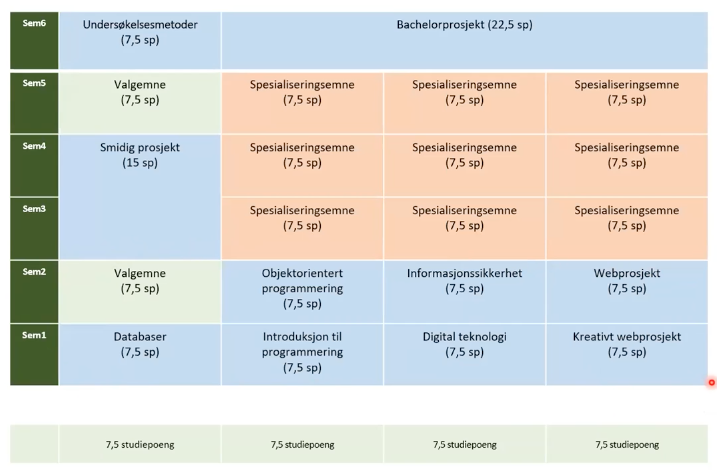 Sem6
Undersøkelsesmetoder
(7,5 sp)
Bachelorprosjekt (22,5 sp)
Sem5
Valgemne
(7,5 sp)
Spesialiseringsemne
(7,5 sp)
Spesialiseringsemne
(7,5 sp)
Spesialiseringsemne
(7,5 sp)
Sem4
Smidig prosjekt
(15 sp)
Spesialiseringsemne
(7,5 sp)
Spesialiseringsemne
(7,5 sp)
Spesialiseringsemne
(7,5 sp)
Sem3
Spesialiseringsemne
(7,5 sp)
Spesialiseringsemne
(7,5 sp)
Spesialiseringsemne
(7,5 sp)
Sem2
Valgemne
(7,5 sp)
Objektorientert
programmering
(7,5 sp)
Informasjonssikkerhet
(7,5 sp)
Webprosjekt
(7,5 sp)
Sem1
Databaser
(7,5 sp)
Introduksjon til
programmering
(7,5 sp)
Digital teknologi
(7,5 sp)
Kreativt webprosjekt
(7,5 sp)
7,5 studiepoeng
7,5 studiepoeng
7,5 studiepoeng
7,5 studiepoeng